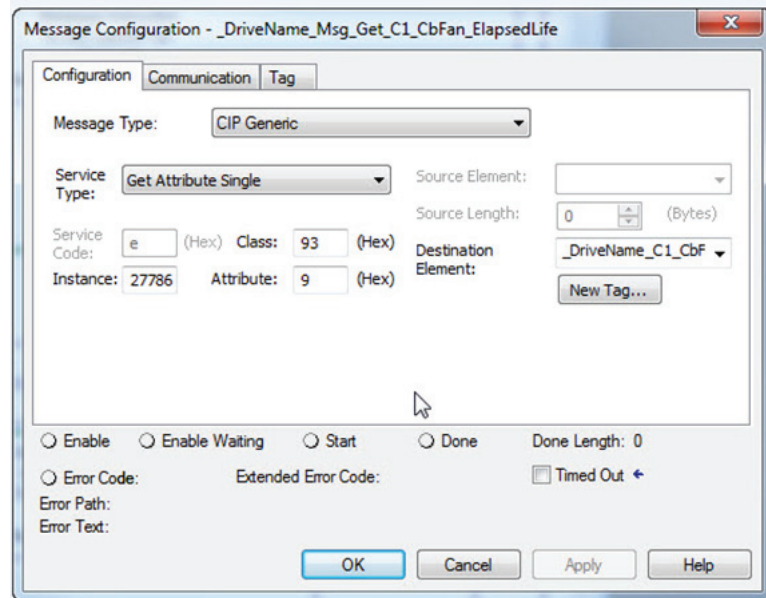 Message Configuration - _DriveName_Msg_Get_C1_CbFan_ElapsedLife
Configuration Communication Tag
Message Type: CIP Generic
Service Type: Get Attribute Single
Service Code: e (Hex) Class: 93 (Hex)
Instance: 27786 Attribute: 9 (Hex)
Source Element:
Source Length: 0 (Bytes)
Destination Element: _DriveName_C1_CbF
New Tag...
Enable Enable Waiting Start Done Done Length: 0
Error Code: Extended Error Code: Timed Out
Error Path:
Error Text:
OK Cancel Apply Help